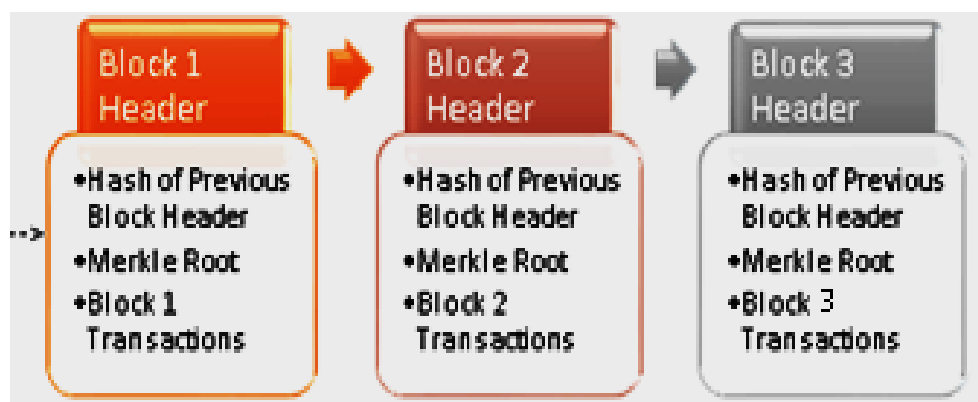 Block 1
Header
•Hash of Previous
Block Header
•Merkle Root
•Block 1
Transactions
Block 2
Header
•Hash of Previous
Block Header
•Merkle Root
•Block 2
Transactions
Block 3
Header
•Hash of Previous
Block Header
•Merkle Root
•Block 3
Transactions